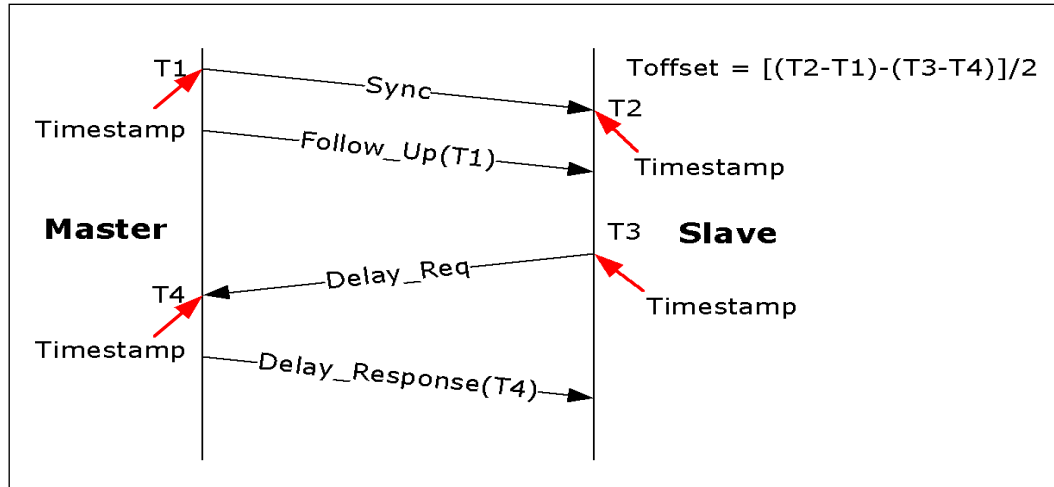 T1
Toffset = [(T2-T1)-(T3-T4)]/2
Sync
T2
Timestamp
Follow_Up(T1)
Timestamp
Master
T3
Slave
Delay_Req
T4
Timestamp
Timestamp
Delay_Response(T4)